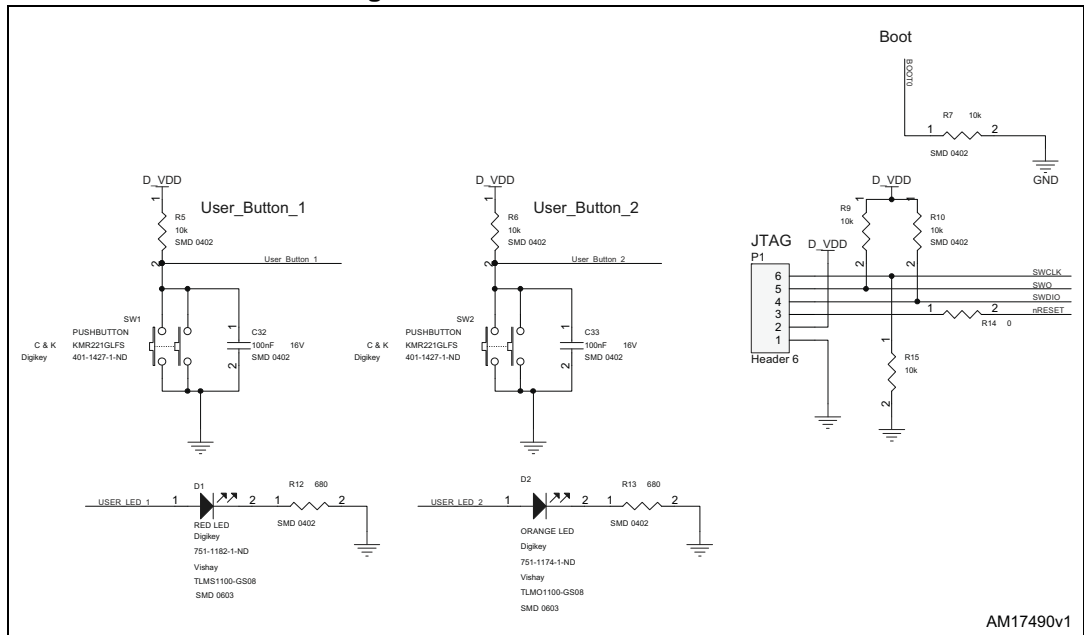 Boot
BOOT0
R7 10k
1 2
SMD 0402
GND
D_VDD
1
R5
10k
SMD 0402
2
User_Button_1
User_Button_1
SW1
PUSHBUTTON
C & K KMR221GLFS
Digikey 401-1427-1-ND
1
C32
100nF 16V
SMD 0402
2
D_VDD
1
R6
10k
SMD 0402
2
User_Button_2
User_Button_2
SW2
PUSHBUTTON
C & K KMR221GLFS
Digikey 401-1427-1-ND
1
C33
100nF 16V
SMD 0402
2
D_VDD
R9
10k
1
2
1
R10
10k
SMD 0402
2
JTAG
P1
D_VDD
6
5
4
3
2
1
Header 6
SWCLK
SWO
SWDIO
nRESET
1 2
R14 0
1
R15
10k
2
USER_LED_1
D1
1 2
RED LED
Digikey
751-1182-1-ND
Vishay
TLMS1100-GS08
SMD 0603
R12 680
1 2
SMD 0402
USER_LED_2
D2
1 2
ORANGE LED
Digikey
751-1174-1-ND
Vishay
TLMO1100-GS08
SMD 0603
R13 680
1 2
SMD 0402
AM17490v1